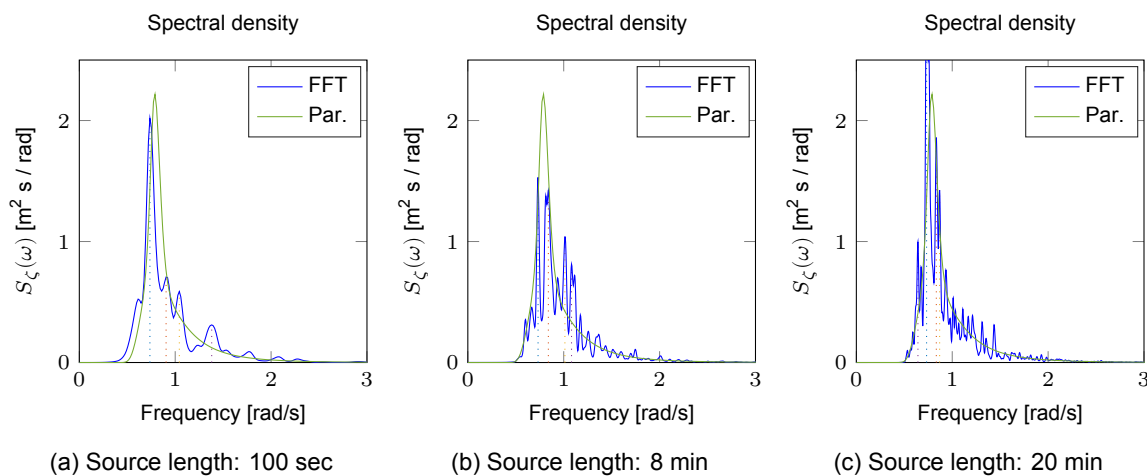 Spectral density
FFT
Par.
2
1
0
0 1 2 3
S_ζ(ω) [m² s / rad]
Frequency [rad/s]
(a) Source length: 100 sec
Spectral density
FFT
Par.
2
1
0
0 1 2 3
S_ζ(ω) [m² s / rad]
Frequency [rad/s]
(b) Source length: 8 min
Spectral density
FFT
Par.
2
1
0
0 1 2 3
S_ζ(ω) [m² s / rad]
Frequency [rad/s]
(c) Source length: 20 min